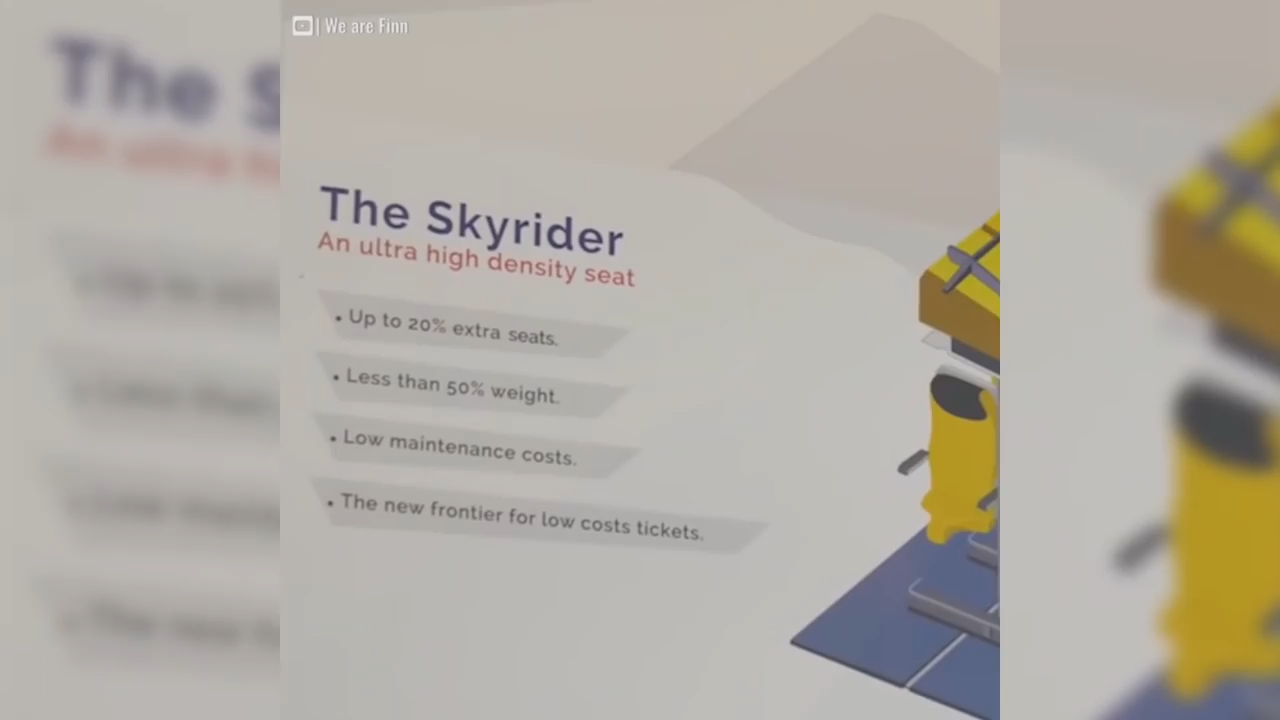 | We are Finn
The Skyrider
An ultra high density seat
• Up to 20% extra seats.
• Less than 50% weight.
• Low maintenance costs.
• The new frontier for low costs tickets.